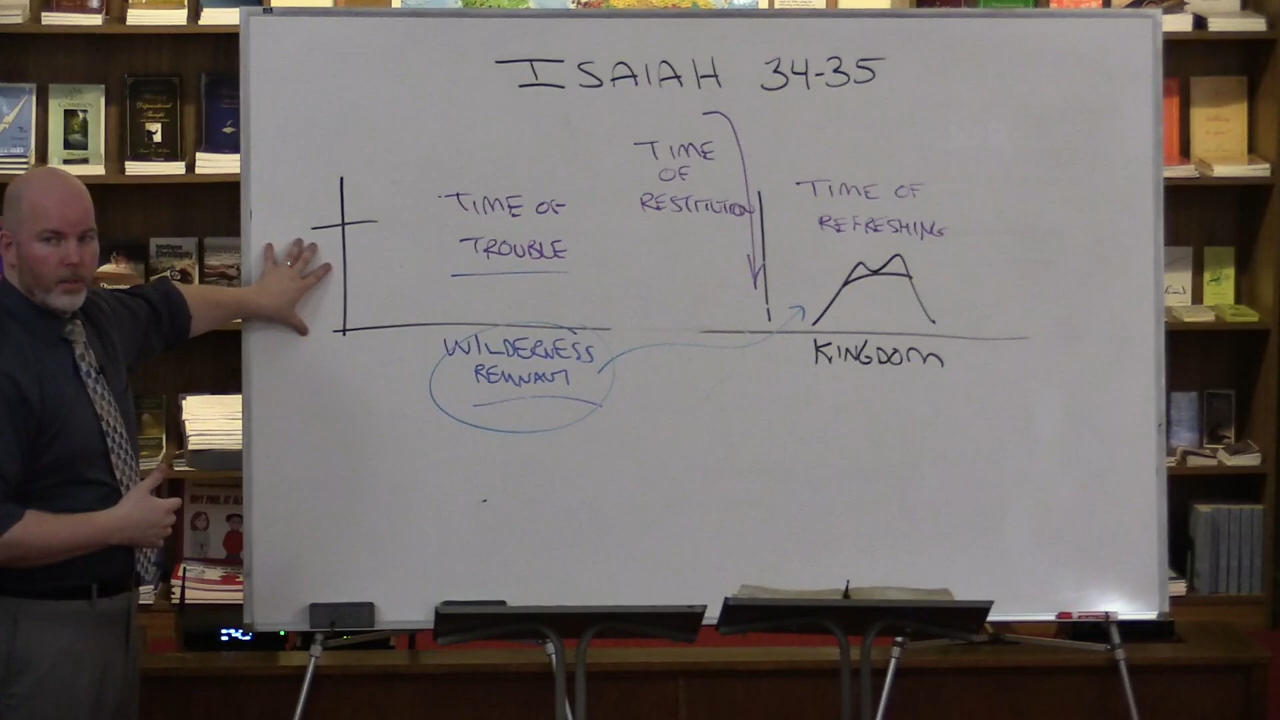 ISAIAH 34-35
TIME
OF
RESTITUTION
TIME OF
TROUBLE
TIME OF
REFRESHING
WILDERNESS
REMNANT
KINGDOM